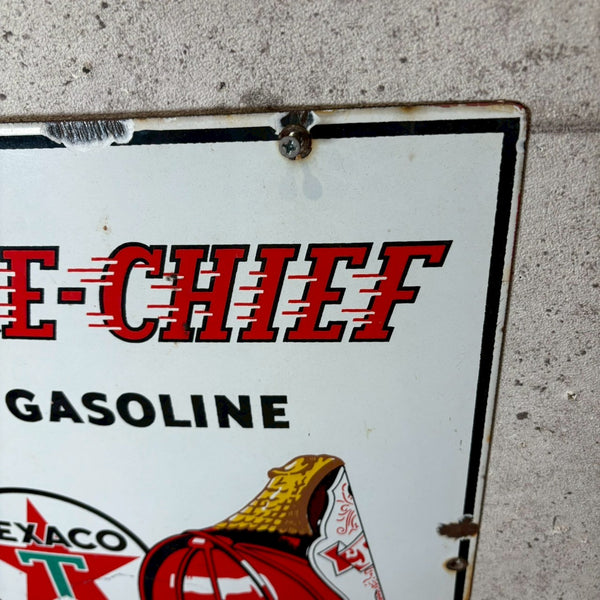 E-CHIEF
GASOLINE
EXACO
T